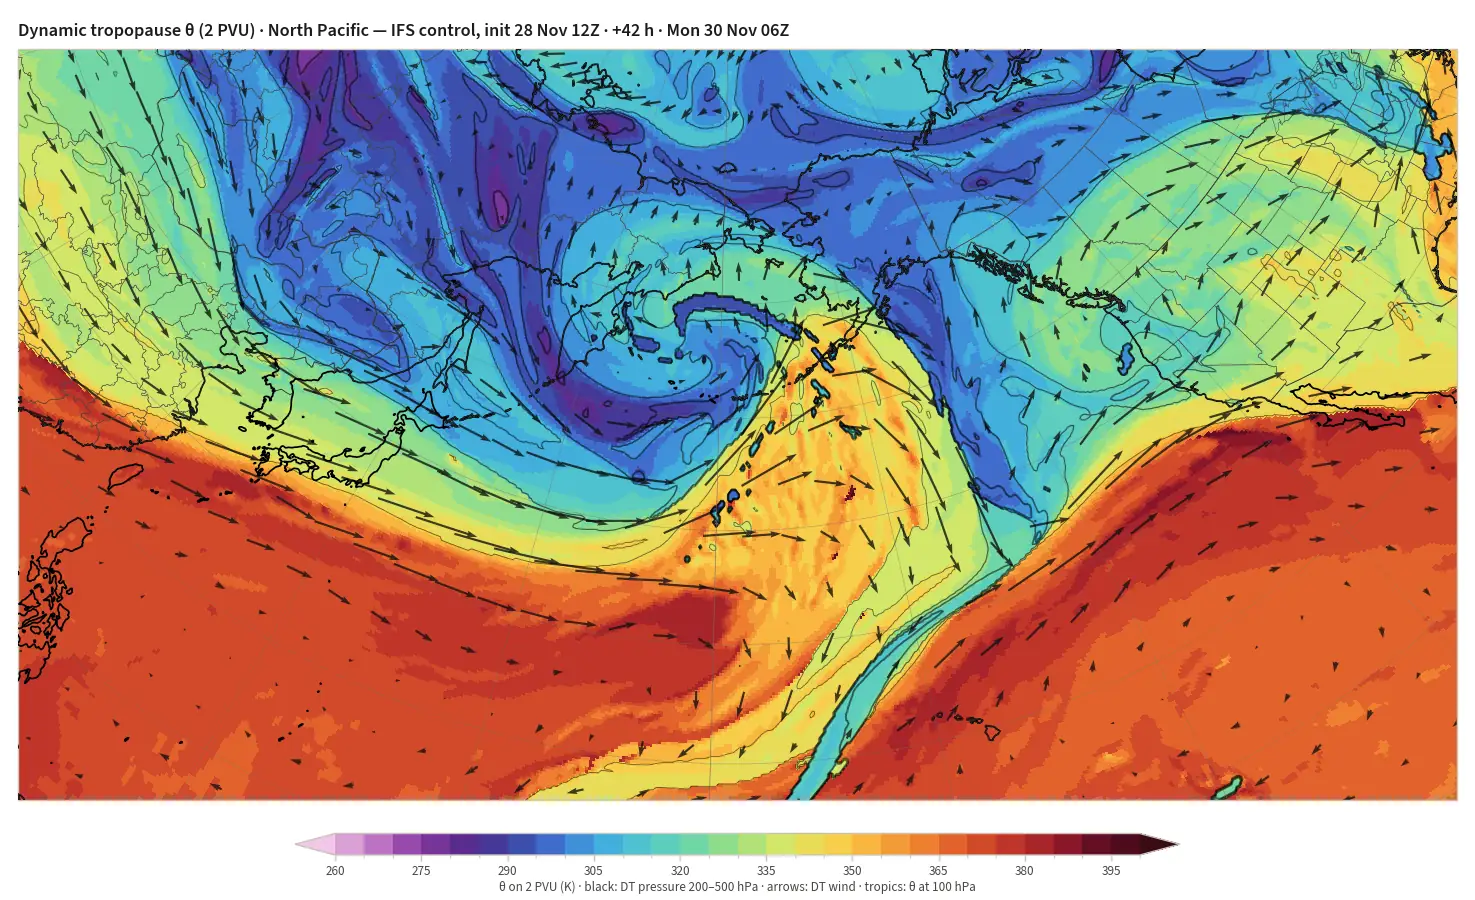 Dynamic tropopause θ (2 PVU) · North Pacific — IFS control, init 28 Nov 12Z · +42 h · Mon 30 Nov 06Z
260 275 290 305 320 335 350 365 380 395
θ on 2 PVU (K) · black: DT pressure 200–500 hPa · arrows: DT wind · tropics: θ at 100 hPa